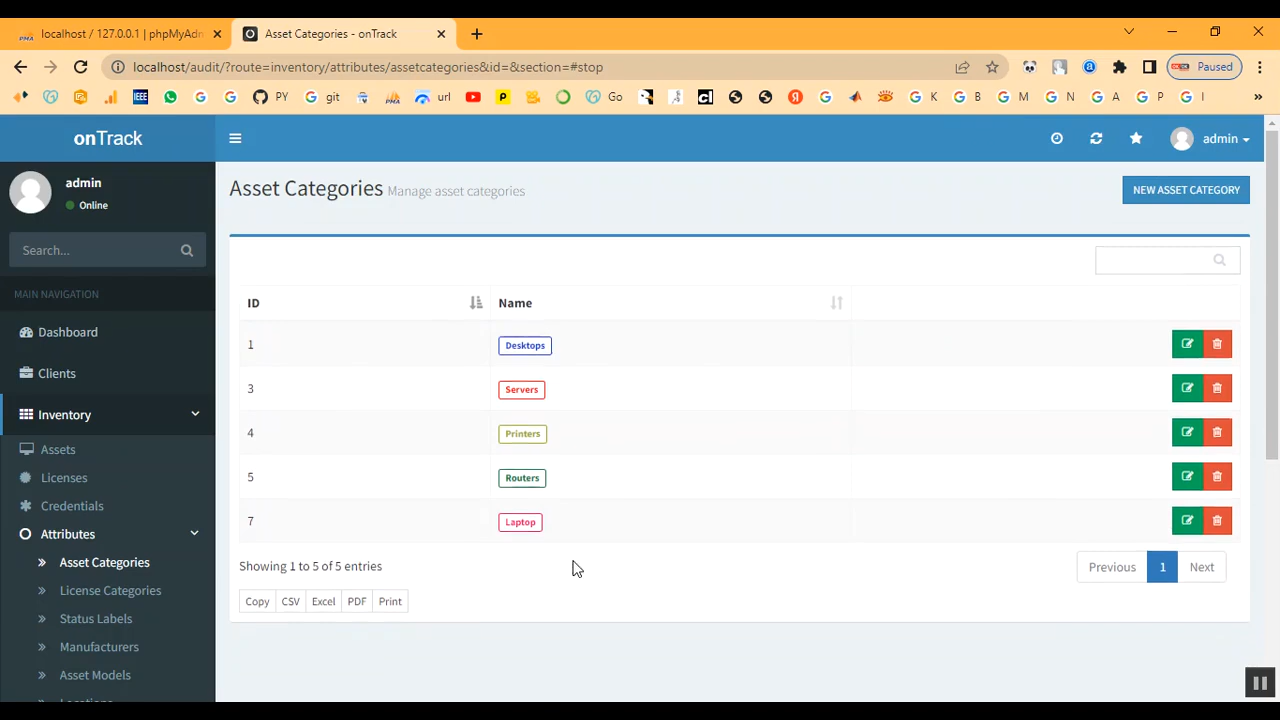 localhost / 127.0.0.1 | phpMyAdn
Asset Categories - onTrack
localhost/audit/?route=inventory/attributes/assetcategories&id=&section=#stop
Paused
IEEE PY git url Go K B M N A P I
onTrack
admin
admin
Online
Search...
MAIN NAVIGATION
Dashboard
Clients
Inventory
Assets
Licenses
Credentials
Attributes
Asset Categories
License Categories
Status Labels
Manufacturers
Asset Models
Asset Categories Manage asset categories
NEW ASSET CATEGORY
ID Name
1 Desktops
3 Servers
4 Printers
5 Routers
7 Laptop
Showing 1 to 5 of 5 entries
Previous 1 Next
Copy CSV Excel PDF Print